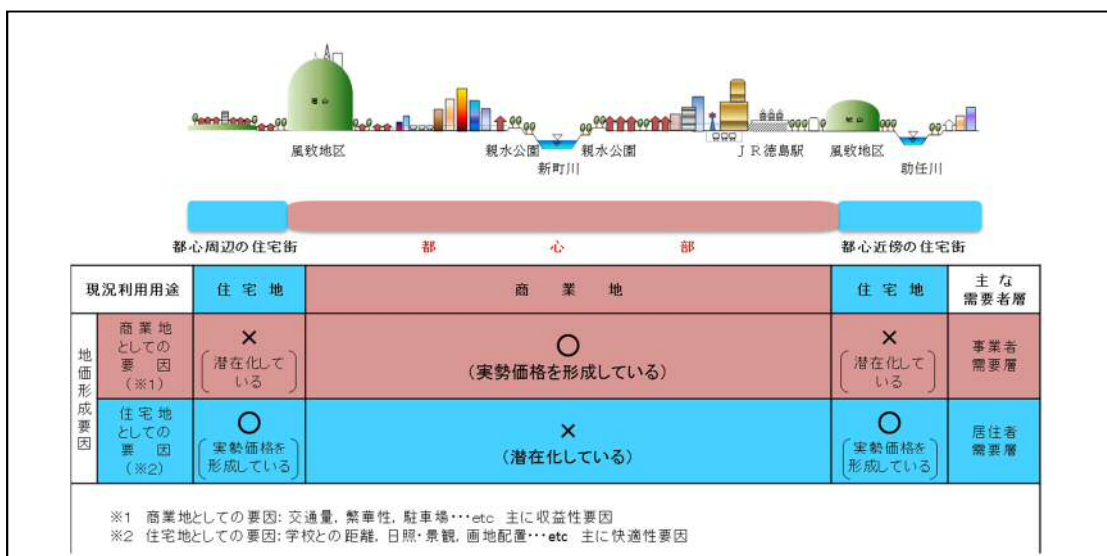 眉山
城山
風致地区
親水公園
新町川
親水公園
JR徳島駅
風致地区
助任川
都心周辺の住宅街
都心部
都心近傍の住宅街
現況利用用途
住宅地
商業地
住宅地
主な
需要者層
地価形成要因
商業地
としての
要因
(※1)
×
(潜在化して
いる)
○
(実勢価格を形成している)
×
(潜在化して
いる)
事業者
需要層
住宅地
としての
要因
(※2)
○
(実勢価格を
形成している)
×
(潜在化している)
○
(実勢価格を
形成している)
居住者
需要層
※1 商業地としての要因: 交通量, 繁華性, 駐車場・・・etc 主に収益性要因
※2 住宅地としての要因:学校との距離, 日照・景観, 画地配置・・・etc 主に快適性要因